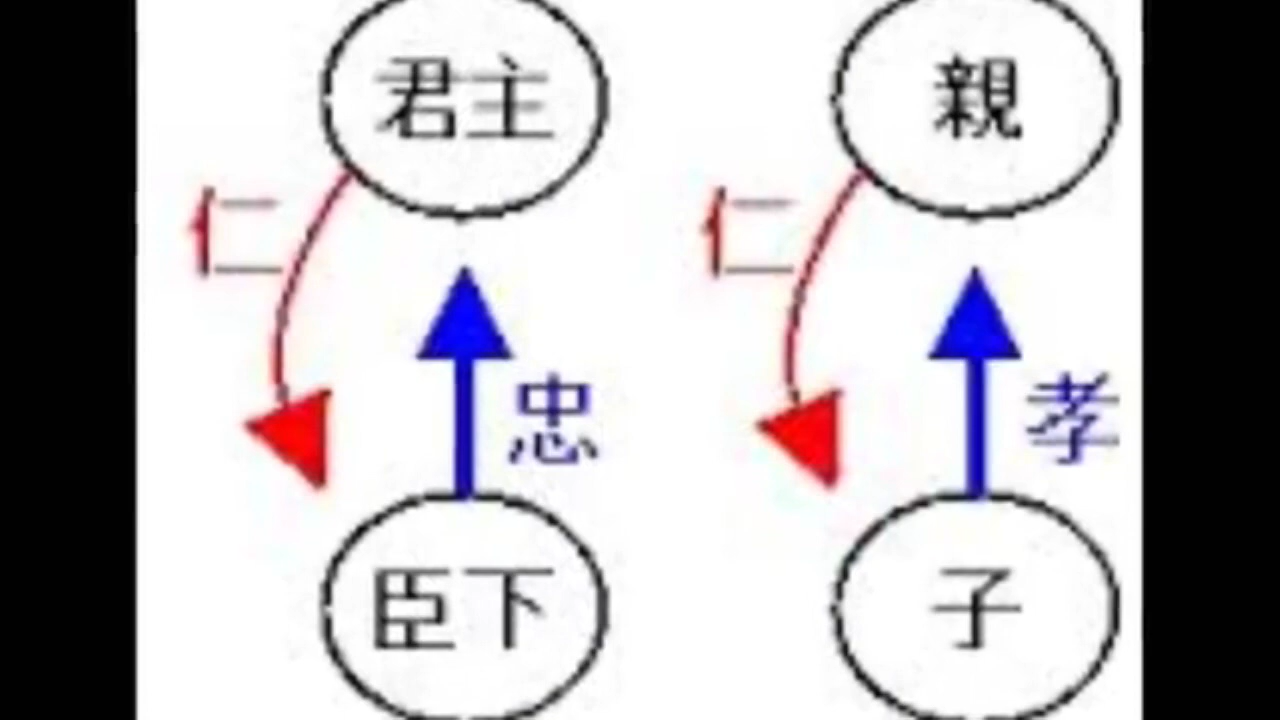 君主 親
仁 仁
忠 孝
臣下 子